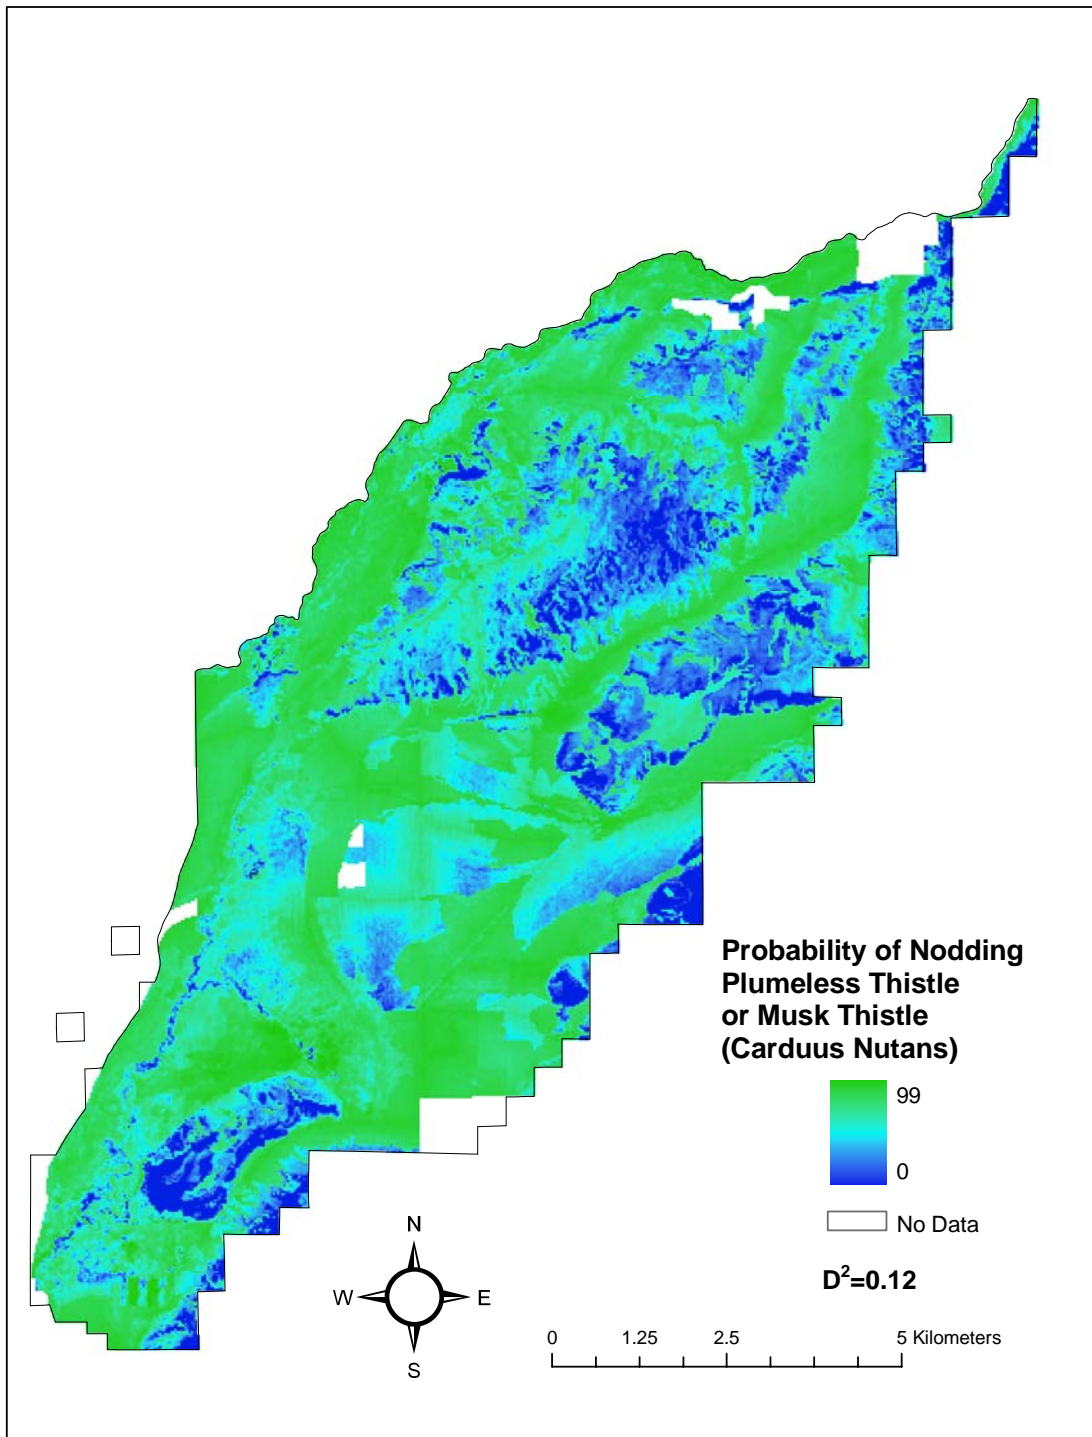 Probability of Nodding
Plumeless Thistle
or Musk Thistle
(Carduus Nutans)
99
0
No Data
D²=0.12
N
W E
S
0 1.25 2.5 5 Kilometers